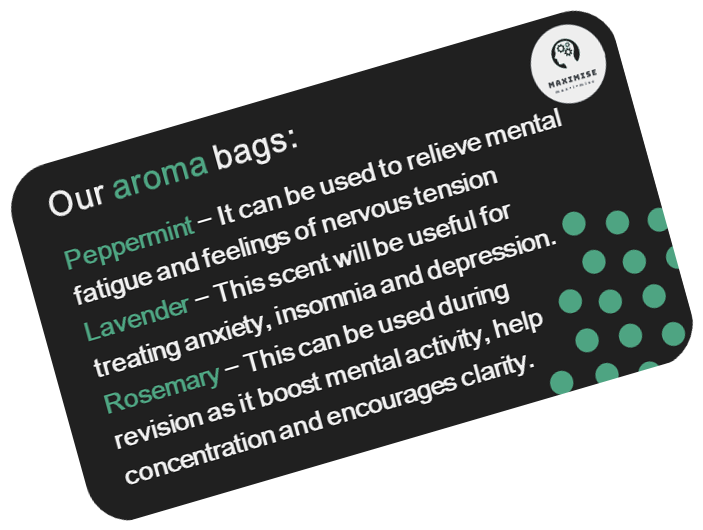 MAXIMISE
Our aroma bags:
Peppermint – It can be used to relieve mental
fatigue and feelings of nervous tension
Lavender – This scent will be useful for
treating anxiety, insomnia and depression.
Rosemary – This can be used during
revision as it boost mental activity, help
concentration and encourages clarity.